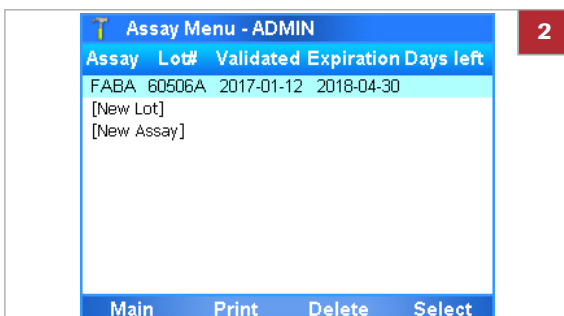 Assay Menu - ADMIN
2
Assay Lot# Validated Expiration Days left
FABA 60506A 2017-01-12 2018-04-30
[New Lot]
[New Assay]
Main Print Delete Select